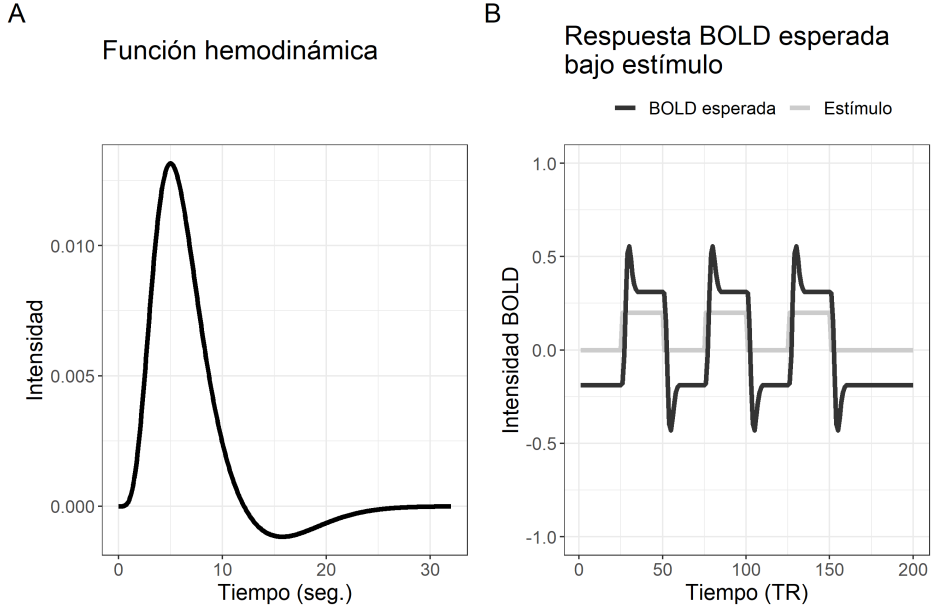 A
Función hemodinámica
0.010
0.005
0.000
Intensidad
0
10
20
30
Tiempo (seg.)
B
Respuesta BOLD esperada
bajo estímulo
BOLD esperada
Estímulo
1.0
0.5
0.0
-0.5
-1.0
Intensidad BOLD
0
50
100
150
200
Tiempo (TR)